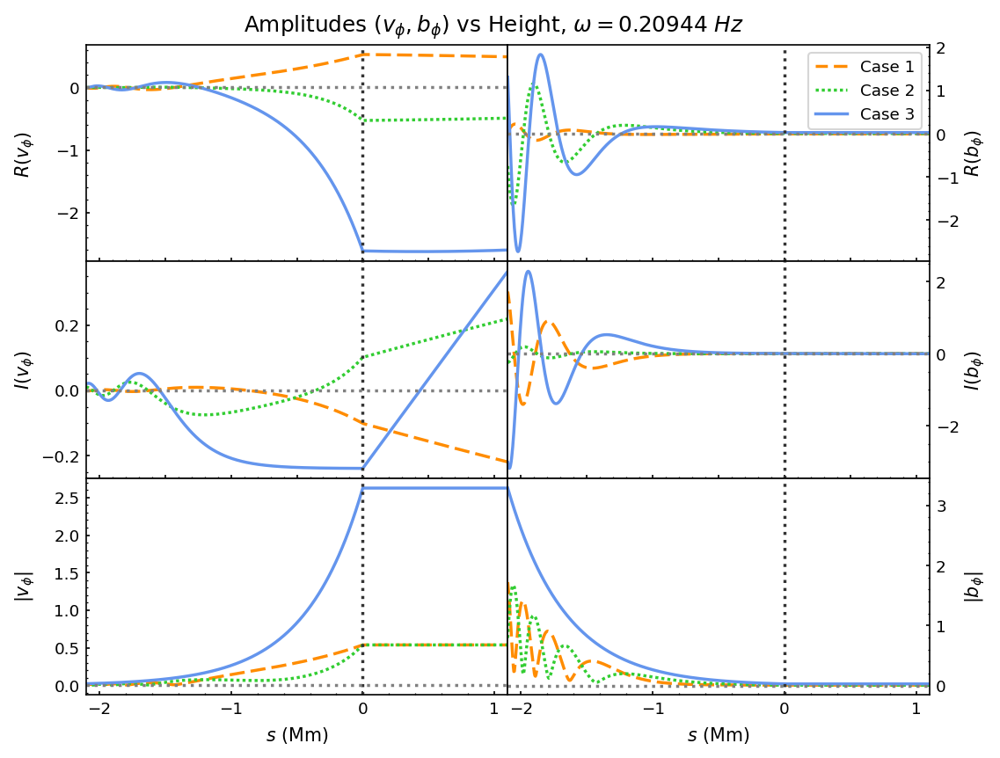 Amplitudes (v_ϕ, b_ϕ) vs Height, ω = 0.20944 Hz
R(v_ϕ)
0
−1
−2
Case 1
Case 2
Case 3
2
1
0
−1
−2
R(b_ϕ)
I(v_ϕ)
0.2
0.0
−0.2
2
0
−2
I(b_ϕ)
|v_ϕ|
2.5
2.0
1.5
1.0
0.5
0.0
3
2
1
0
|b_ϕ|
−2 −1 0 1 −2 −1 0 1
s (Mm) s (Mm)